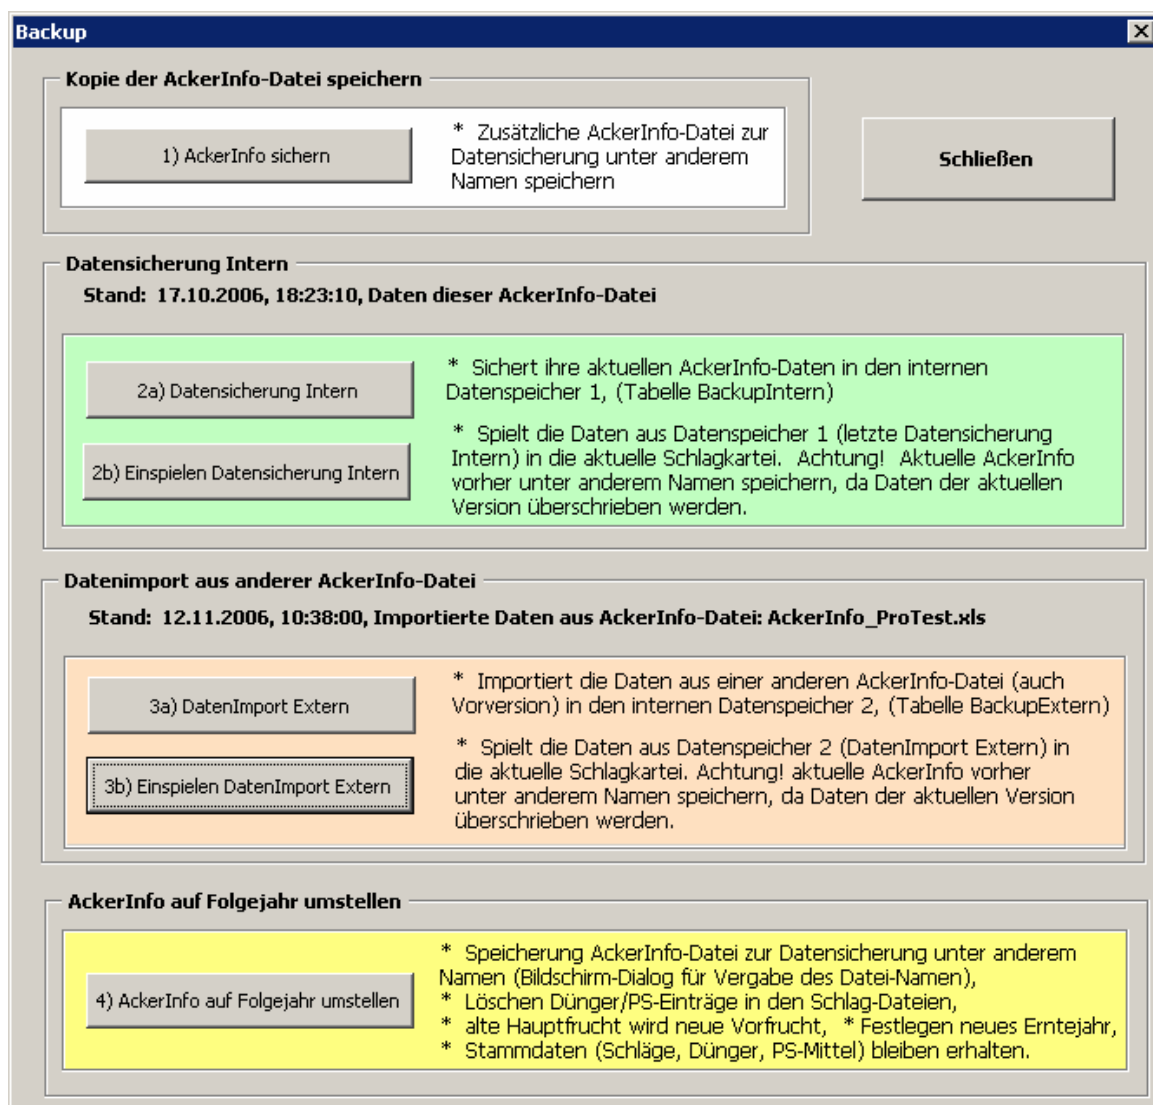 Backup
Kopie der AckerInfo-Datei speichern
1) AckerInfo sichern
* Zusätzliche AckerInfo-Datei zur
Datensicherung unter anderem
Namen speichern
Schließen
Datensicherung Intern
Stand: 17.10.2006, 18:23:10, Daten dieser AckerInfo-Datei
2a) Datensicherung Intern
* Sichert ihre aktuellen AckerInfo-Daten in den internen
Datenspeicher 1, (Tabelle BackupIntern)
2b) Einspielen Datensicherung Intern
* Spielt die Daten aus Datenspeicher 1 (letzte Datensicherung
Intern) in die aktuelle Schlagkartei. Achtung! Aktuelle AckerInfo
vorher unter anderem Namen speichern, da Daten der aktuellen
Version überschrieben werden.
Datenimport aus anderer AckerInfo-Datei
Stand: 12.11.2006, 10:38:00, Importierte Daten aus AckerInfo-Datei: AckerInfo_ProTest.xls
3a) DatenImport Extern
* Importiert die Daten aus einer anderen AckerInfo-Datei (auch
Vorversion) in den internen Datenspeicher 2, (Tabelle BackupExtern)
3b) Einspielen DatenImport Extern
* Spielt die Daten aus Datenspeicher 2 (DatenImport Extern) in
die aktuelle Schlagkartei. Achtung! aktuelle AckerInfo vorher
unter anderem Namen speichern, da Daten der aktuellen Version
überschrieben werden.
AckerInfo auf Folgejahr umstellen
4) AckerInfo auf Folgejahr umstellen
* Speicherung AckerInfo-Datei zur Datensicherung unter anderem
Namen (Bildschirm-Dialog für Vergabe des Datei-Namen),
* Löschen Dünger/PS-Einträge in den Schlag-Dateien,
* alte Hauptfrucht wird neue Vorfrucht, * Festlegen neues Erntejahr,
* Stammdaten (Schläge, Dünger, PS-Mittel) bleiben erhalten.